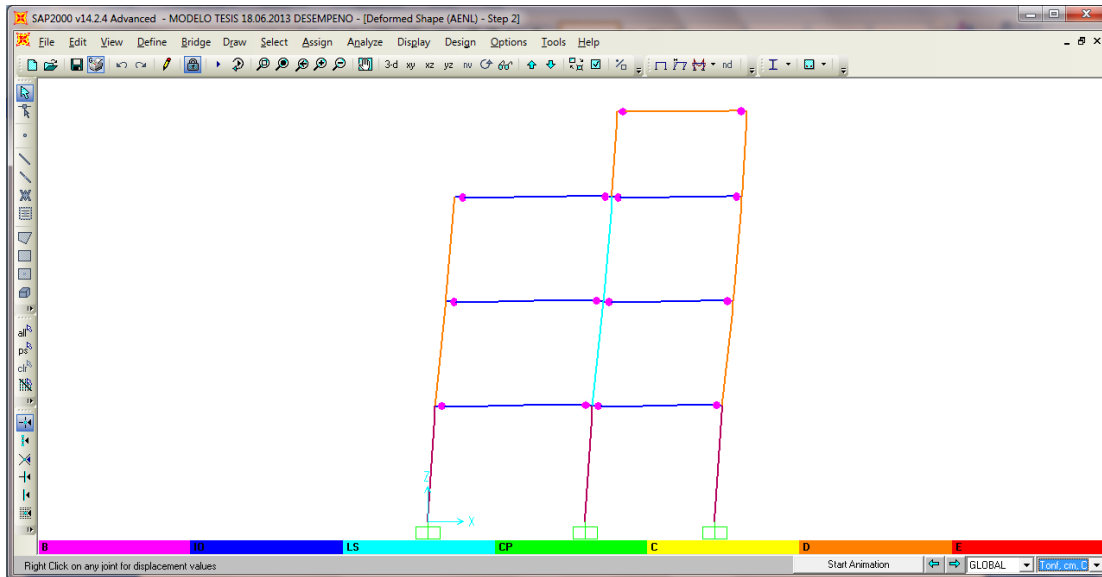 SAP2000 v14.2.4 Advanced - MODELO TESIS 18.06.2013 DESEMPENO - [Deformed Shape (AENL) - Step 2]
File Edit View Define Bridge Draw Select Assign Analyze Display Design Options Tools Help
3-d xy xz yz nv nd
all
ps
clr
Z
X
B IO LS CP C D E
Right Click on any joint for displacement values Start Animation GLOBAL Tonf, cm, C